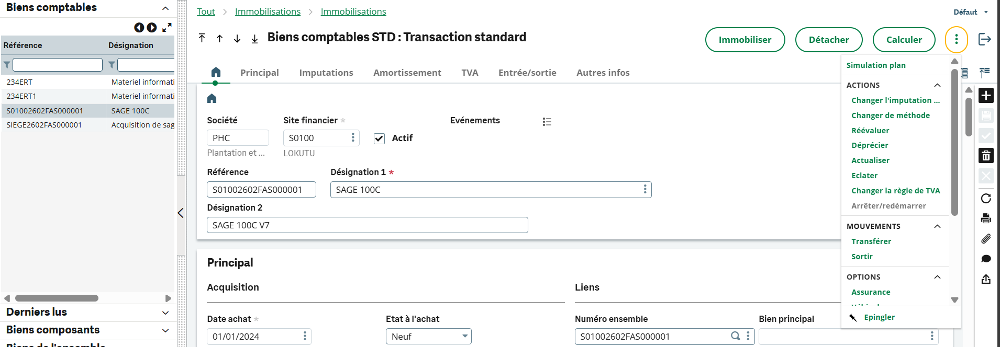 Biens comptables
Référence
Désignation
234ERT
Materiel informati
234ERT1
Materiel informati
S01002602FAS000001
SAGE 100C
SIEGE2602FAS000001
Acquisition de sag
Derniers lus
Biens composants
Biens de l'ensemble
Tout
Immobilisations
Immobilisations
Défaut
Biens comptables STD : Transaction standard
Immobiliser
Détacher
Calculer
Principal
Imputations
Amortissement
TVA
Entrée/sortie
Autres infos
Société
Site financier *
Evénements
PHC
S0100
Actif
Plantation et ...
LOKUTU
Référence
Désignation 1 *
S01002602FAS000001
SAGE 100C
Désignation 2
SAGE 100C V7
Principal
Acquisition
Liens
Date achat *
Etat à l'achat
Numéro ensemble
Bien principal
01/01/2024
Neuf
S01002602FAS000001
Simulation plan
ACTIONS
Changer l'imputation ...
Changer de méthode
Réévaluer
Déprécier
Actualiser
Eclater
Changer la règle de TVA
Arrêter/redémarrer
MOUVEMENTS
Transférer
Sortir
OPTIONS
Assurance
Epingler